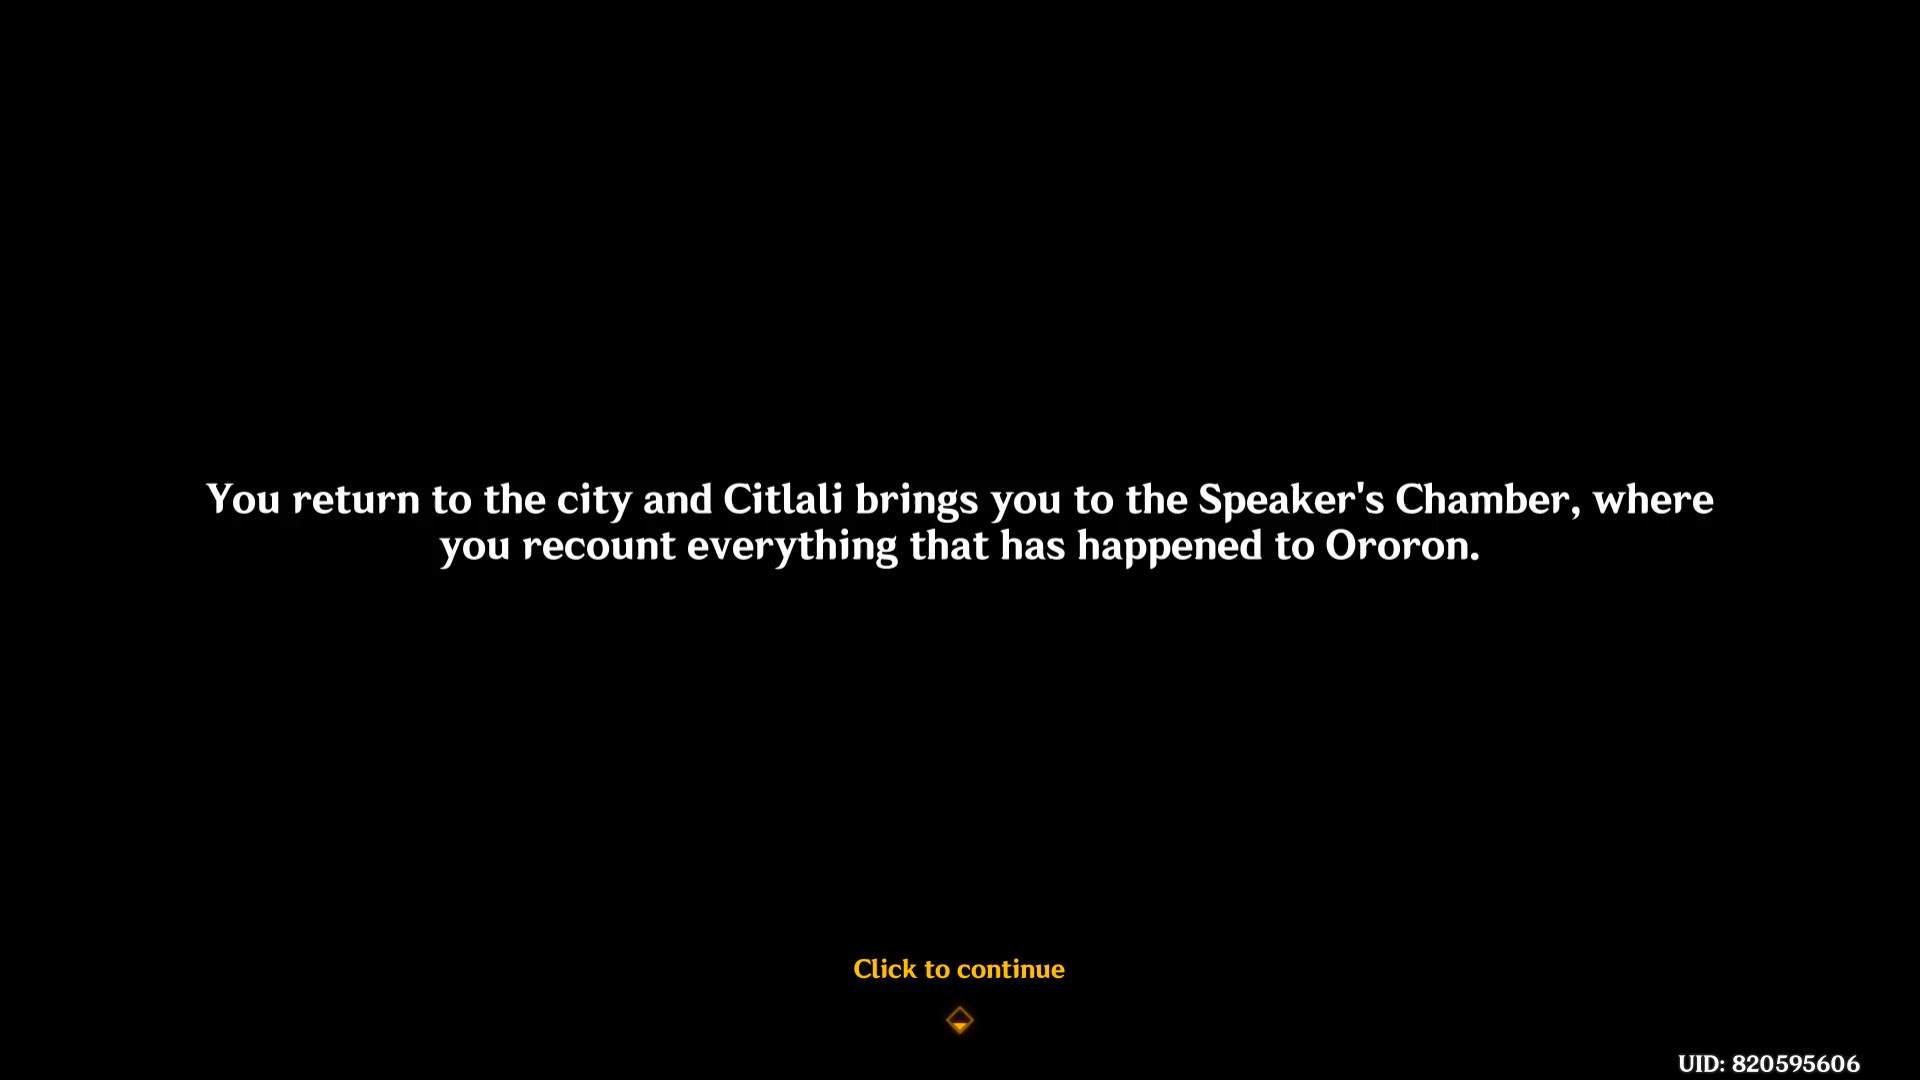 You return to the city and Citlali brings you to the Speaker's Chamber, where
you recount everything that has happened to Ororon.
Click to continue
UID: 820595606